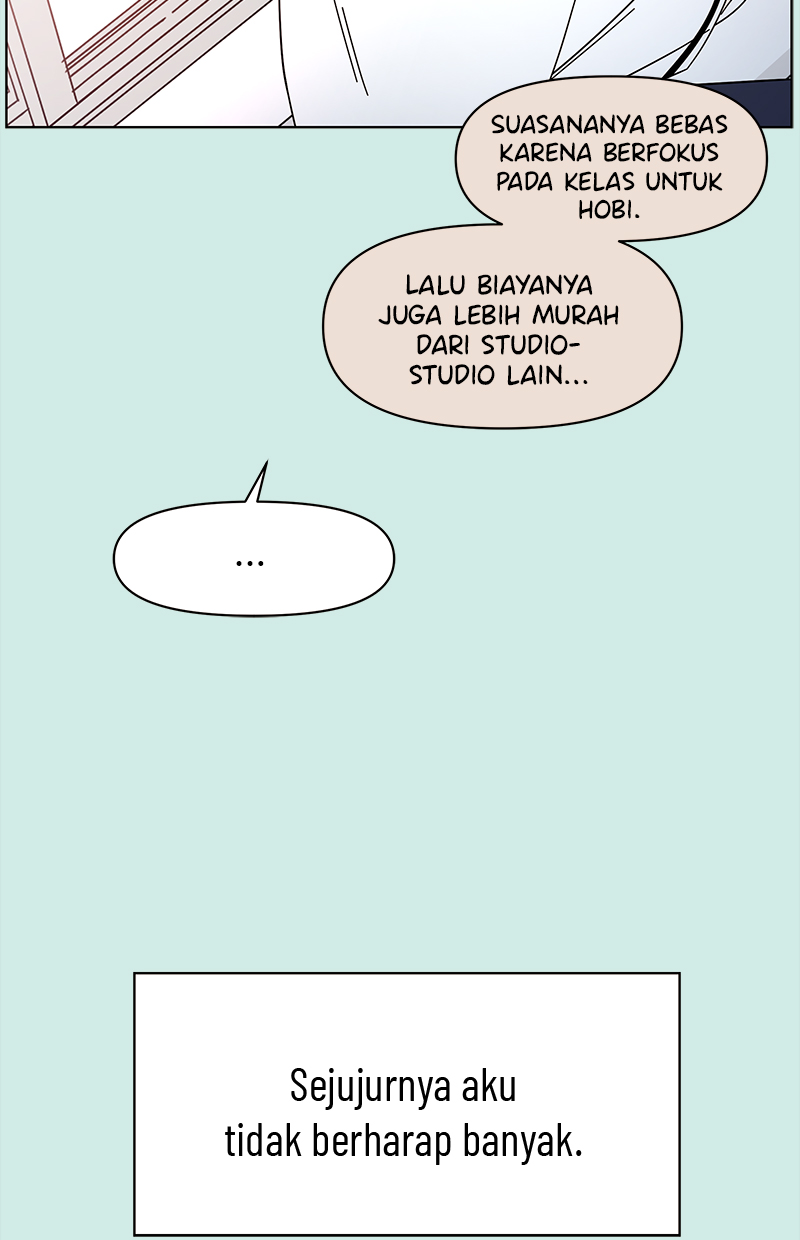 SUASANANYA BEBAS
KARENA BERFOKUS
PADA KELAS UNTUK
HOBI.
LALU BIAYANYA
JUGA LEBIH MURAH
DARI STUDIO-
STUDIO LAIN...
...
Sejujurnya aku
tidak berharap banyak.